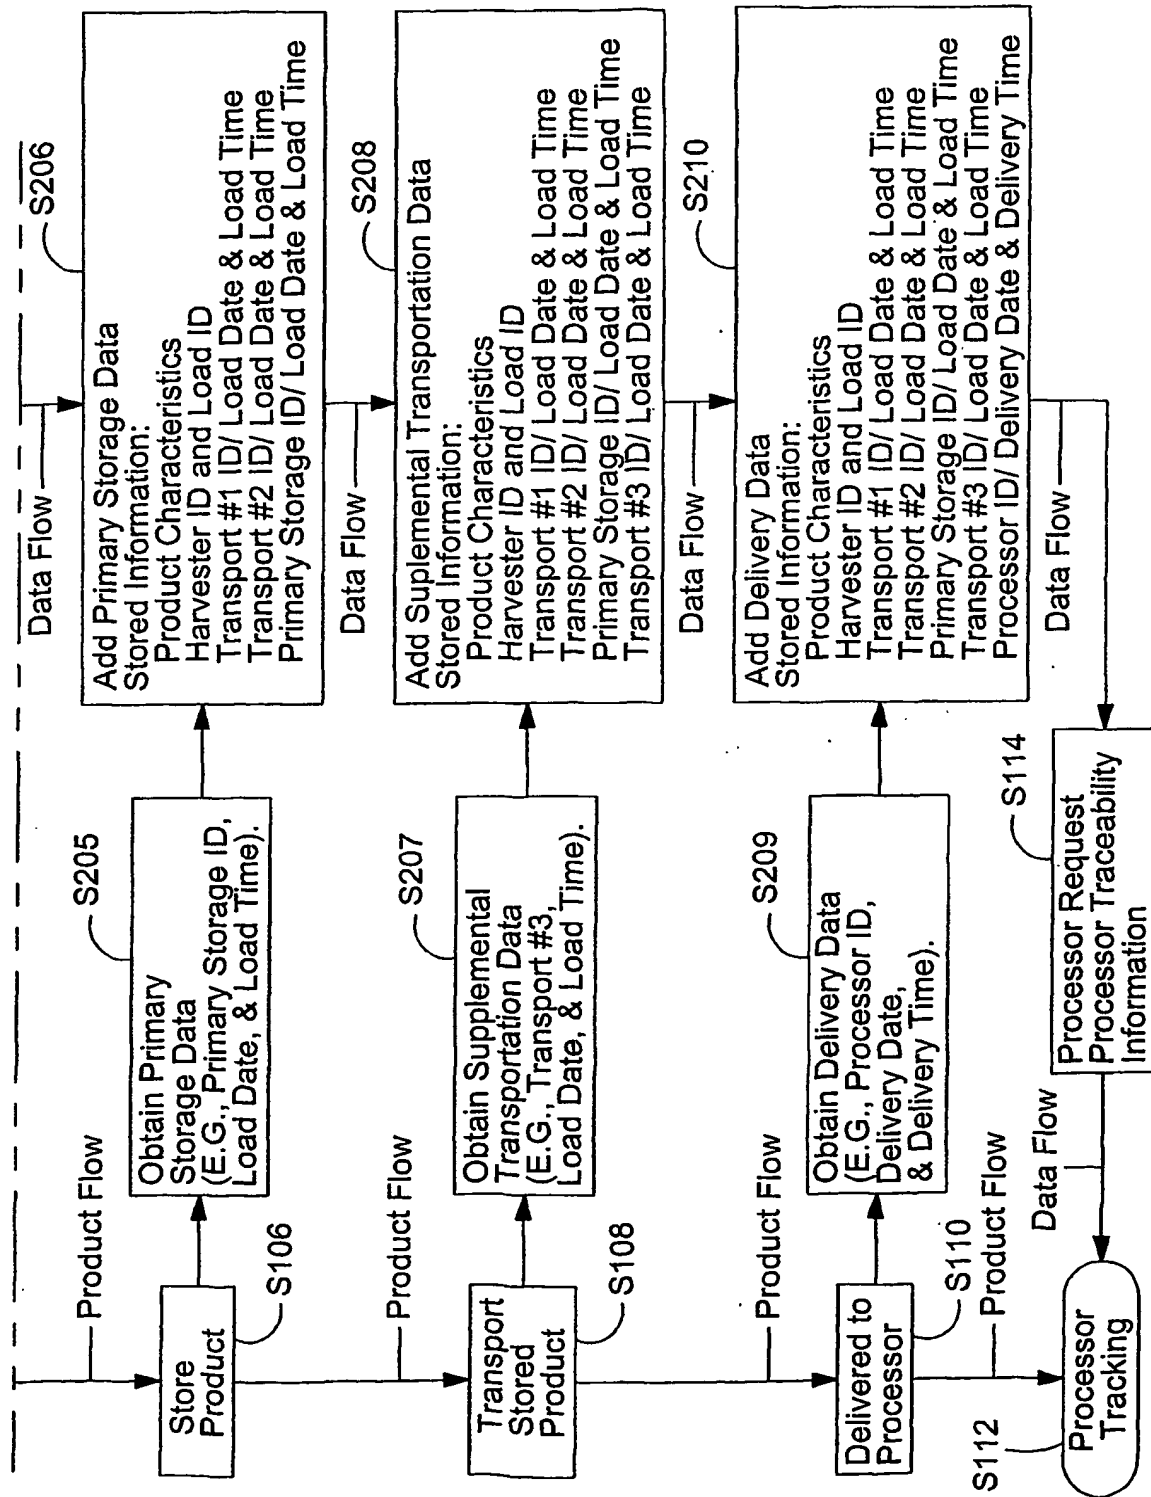 Product Flow
Store
Product
S106
S205
Obtain Primary
Storage Data
(E.G., Primary Storage ID,
Load Date, & Load Time).
Data Flow
S206
Add Primary Storage Data
Stored Information:
Product Characteristics
Harvester ID and Load ID
Transport #1 ID/ Load Date & Load Time
Transport #2 ID/ Load Date & Load Time
Primary Storage ID/ Load Date & Load Time
Product Flow
Transport
Stored
Product
S108
S207
Obtain Supplemental
Transportation Data
(E.G., Transport #3,
Load Date, & Load Time).
Data Flow
S208
Add Suplemental Transportation Data
Stored Information:
Product Characteristics
Harvester ID and Load ID
Transport #1 ID/ Load Date & Load Time
Transport #2 ID/ Load Date & Load Time
Primary Storage ID/ Load Date & Load Time
Transport #3 ID/ Load Date & Load Time
Product Flow
Delivered to
Processor
S110
S209
Obtain Delivery Data
(E.G., Processor ID,
Delivery Date,
& Delivery Time).
Data Flow
S210
Add Delivery Data
Stored Information:
Product Characteristics
Harvester ID and Load ID
Transport #1 ID/ Load Date & Load Time
Transport #2 ID/ Load Date & Load Time
Primary Storage ID/ Load Date & Load Time
Transport #3 ID/ Load Date & Load Time
Processor ID/ Delivery Date & Delivery Time
Product Flow
S112
Processor
Tracking
Data Flow
S114
Processor Request
Processor Traceability
Information
Data Flow